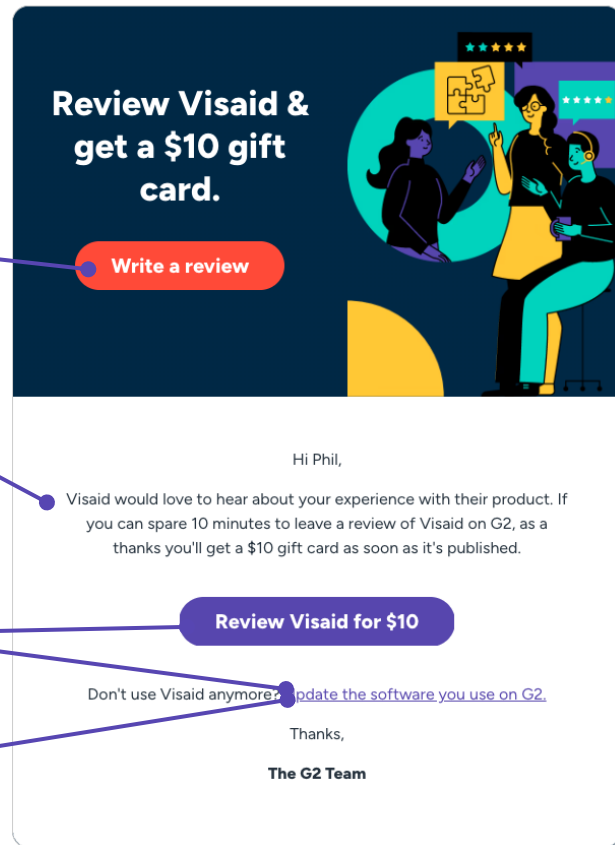 Review Visaid &
get a $10 gift
card.
Write a review
Hi Phil,
Visaid would love to hear about your experience with their product. If
you can spare 10 minutes to leave a review of Visaid on G2, as a
thanks you'll get a $10 gift card as soon as it's published.
Review Visaid for $10
Don't use Visaid anymore? pdate the software you use on G2.
Thanks,
The G2 Team